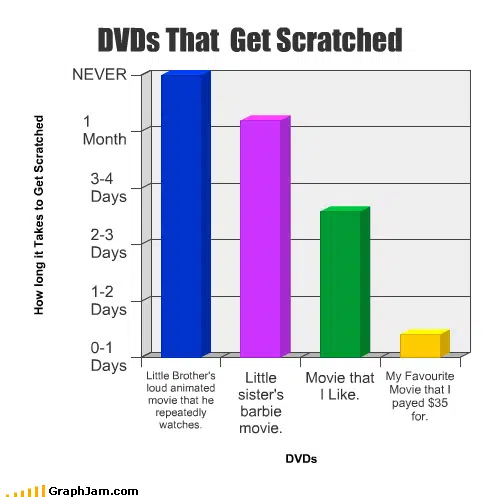 DVDs That Get Scratched
How long it Takes to Get Scratched
NEVER
1
Month
3-4
Days
2-3
Days
1-2
Days
0-1
Days
Little Brother's
loud animated
movie that he
repeatedly
watches.
Little
sister's
barbie
movie.
Movie that
I Like.
My Favourite
Movie that I
payed $35
for.
DVDs
GraphJam.com